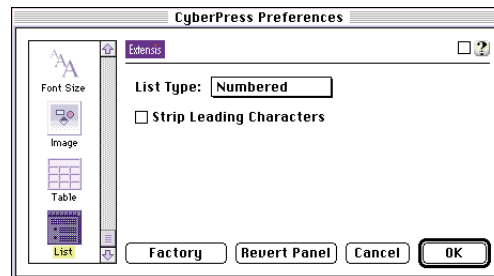 CyberPress Preferences
Extensis
?
Font Size
Image
Table
List
List Type: Numbered
Strip Leading Characters
Factory
Revert Panel
Cancel
OK